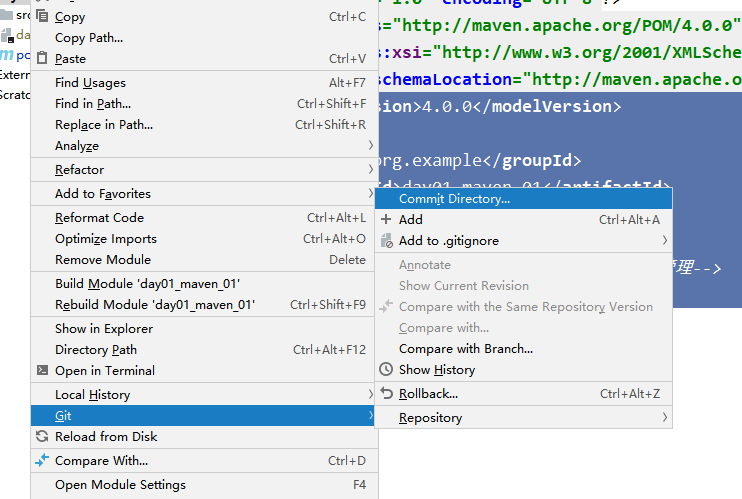 Copy Ctrl+C
Copy Path...
Paste Ctrl+V
Find Usages Alt+F7
Find in Path... Ctrl+Shift+F
Replace in Path... Ctrl+Shift+R
Analyze
Refactor
Add to Favorites
Reformat Code Ctrl+Alt+L
Optimize Imports Ctrl+Alt+O
Remove Module Delete
Build Module 'day01_maven_01'
Rebuild Module 'day01_maven_01' Ctrl+Shift+F9
Show in Explorer
Directory Path Ctrl+Alt+F12
Open in Terminal
Local History
Git
Reload from Disk
Compare With... Ctrl+D
Open Module Settings F4
Commit Directory...
Add Ctrl+Alt+A
Add to .gitignore
Annotate
Show Current Revision
Compare with the Same Repository Version
Compare with...
Compare with Branch...
Show History
Rollback... Ctrl+Alt+Z
Repository
src
da
po
Extern
Scratc
="http://maven.apache.org/POM/4.0.0"
s:xsi="http://www.w3.org/2001/XMLSche
schemaLocation="http://maven.apache.o
sion>4.0.0</modelVersion>
org.example</groupId>
d>day01_maven_01</artifactId>
理-->